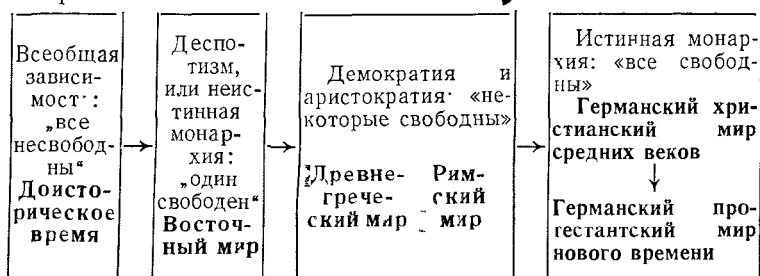 Всеобщая
зависи-
мост·:
„все
несвобод-
ны“
Доисто-
рическое
время
Деспо-
тизм,
или неис-
тинная
монар-
хия:
„один
свободен“
Восточ-
ный мир
Демократия и
аристократия· «не-
которые свободны»
Древне-
грече-
ский мир
Рим-
ский
мир
Истинная монар-
хия: «все свобод-
ны»
Германский хри-
стианский мир
средних веков
Германский про-
тестантский мир
нового времени